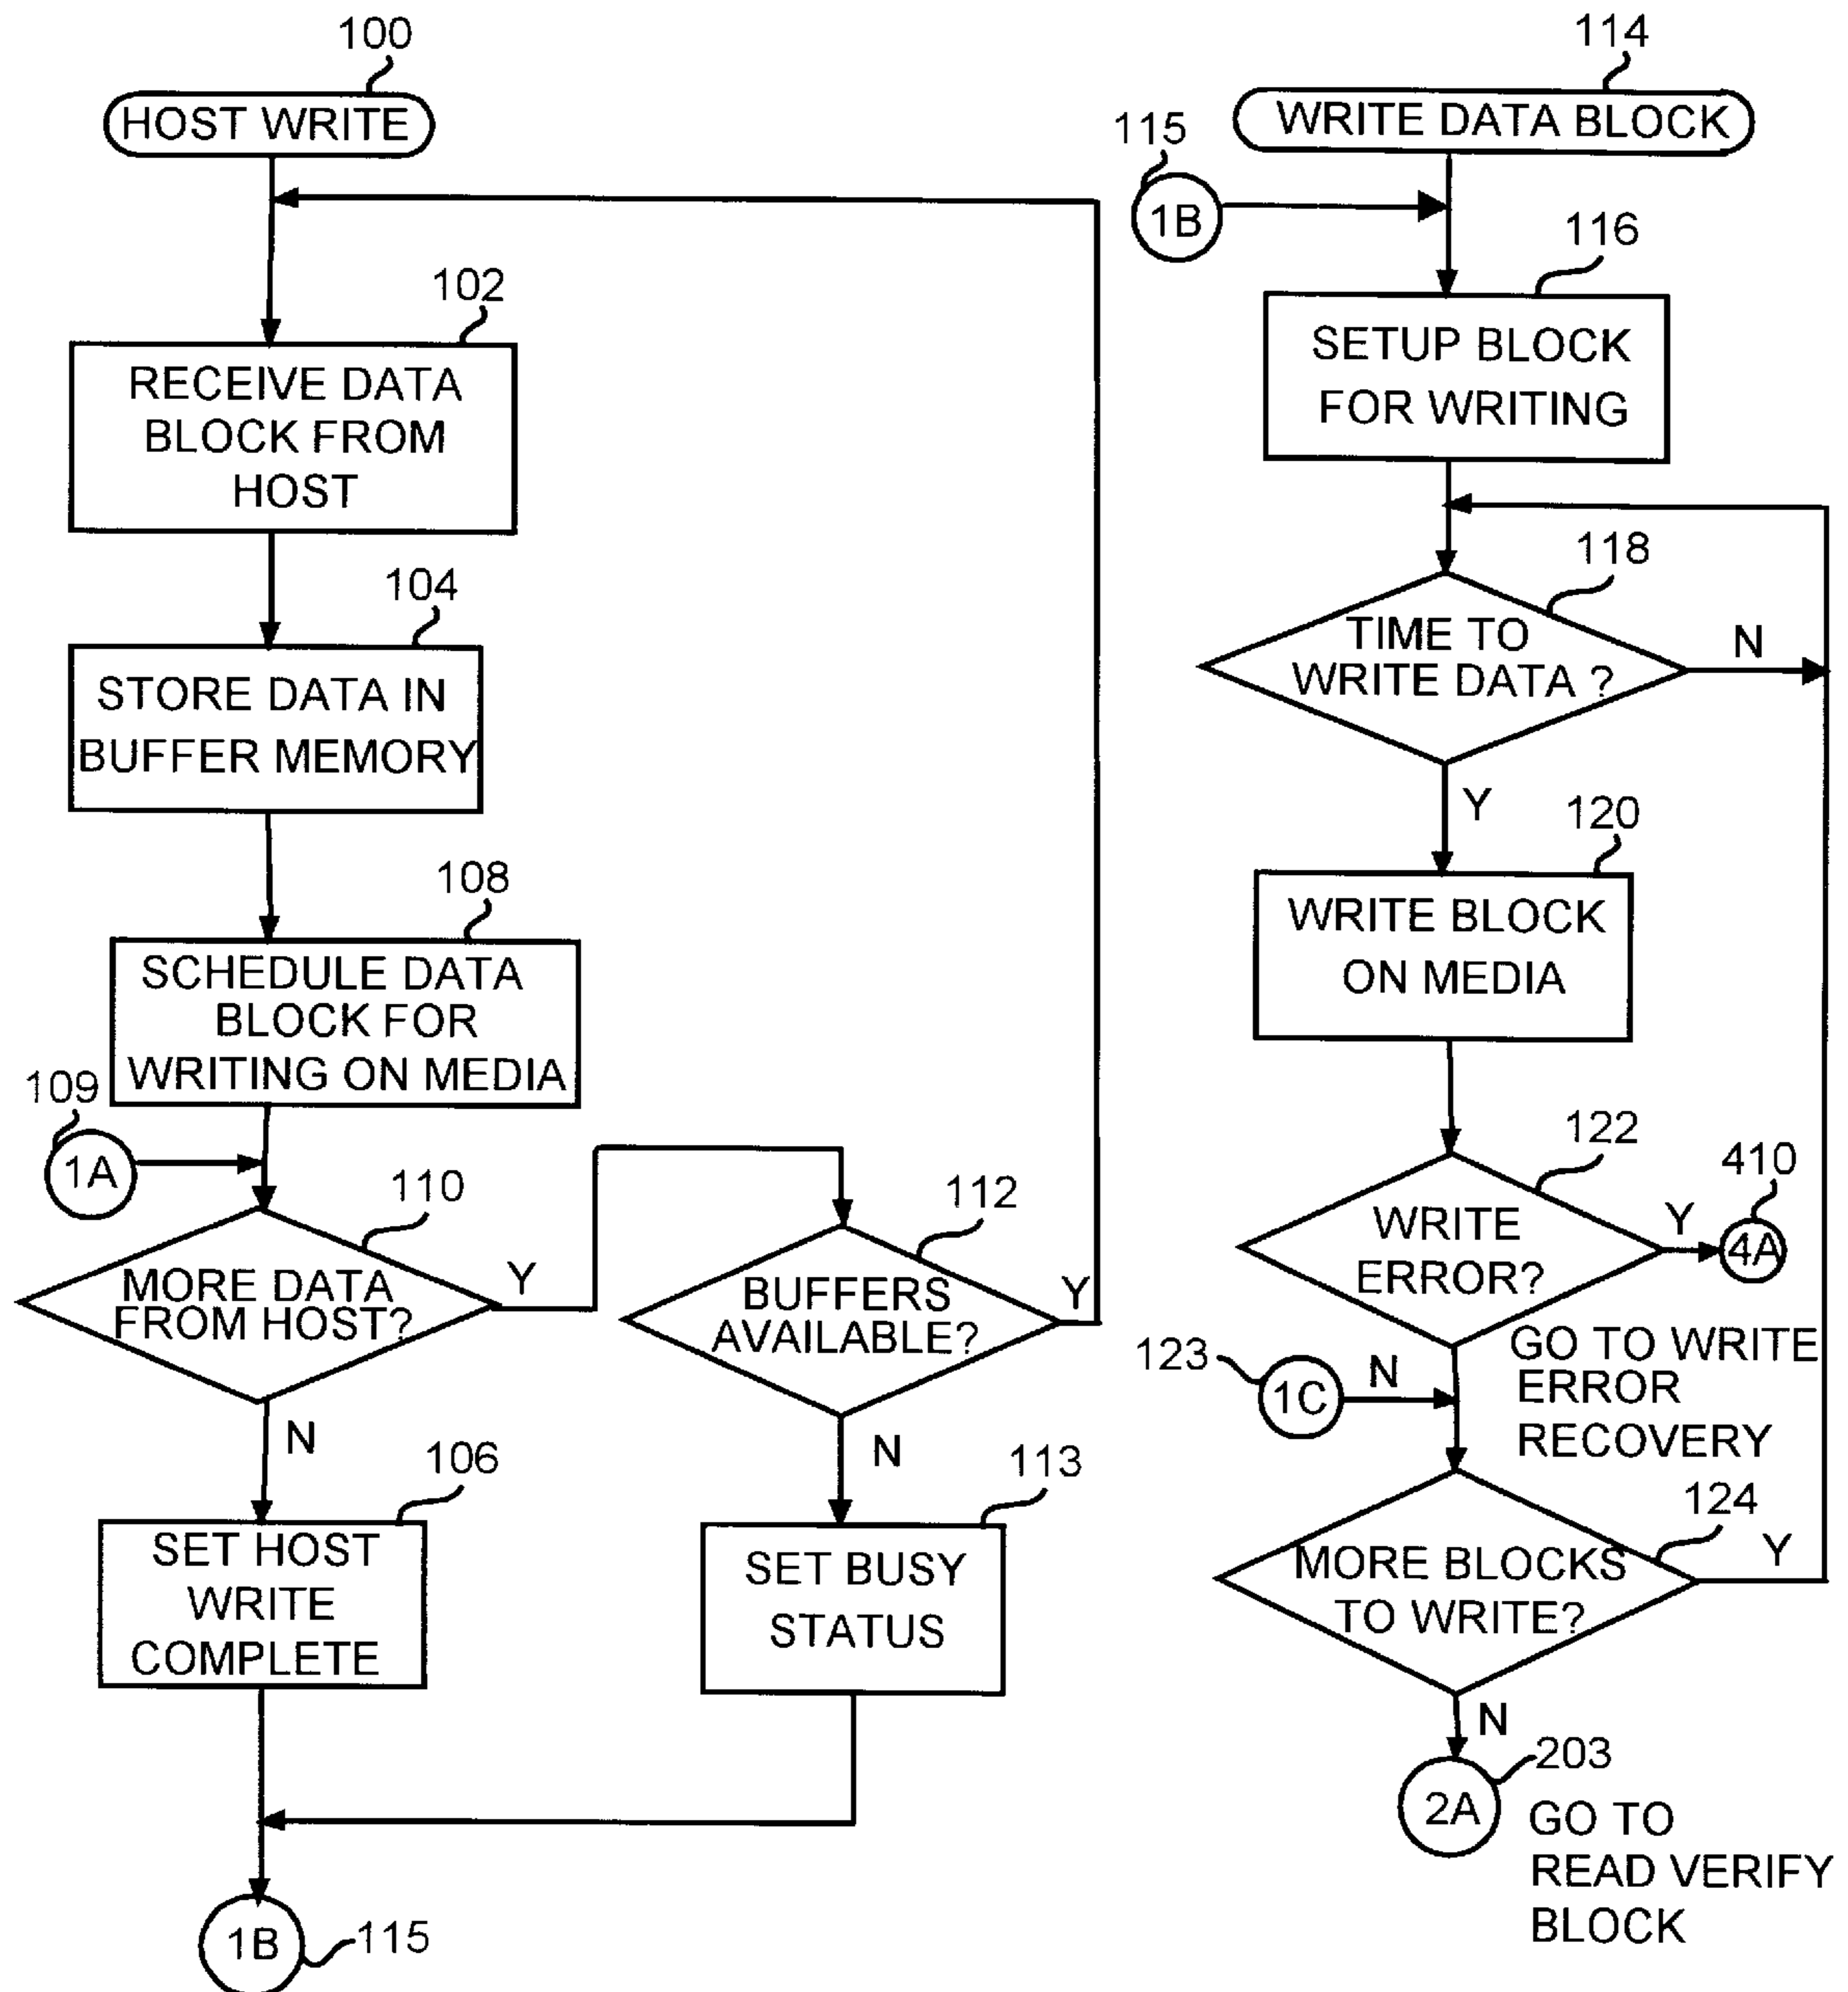 100
HOST WRITE
102
RECEIVE DATA
BLOCK FROM
HOST
104
STORE DATA IN
BUFFER MEMORY
108
SCHEDULE DATA
BLOCK FOR
WRITING ON MEDIA
109
1A
110
MORE DATA
FROM HOST?
Y
N
112
BUFFERS
AVAILABLE?
Y
N
106
SET HOST
WRITE
COMPLETE
113
SET BUSY
STATUS
1B
115
114
WRITE DATA BLOCK
115
1B
116
SETUP BLOCK
FOR WRITING
118
TIME TO
WRITE DATA ?
N
Y
120
WRITE BLOCK
ON MEDIA
122
WRITE
ERROR?
Y
410
4A
GO TO WRITE
ERROR
RECOVERY
123
1C
N
124
MORE BLOCKS
TO WRITE?
Y
N
203
2A
GO TO
READ VERIFY
BLOCK